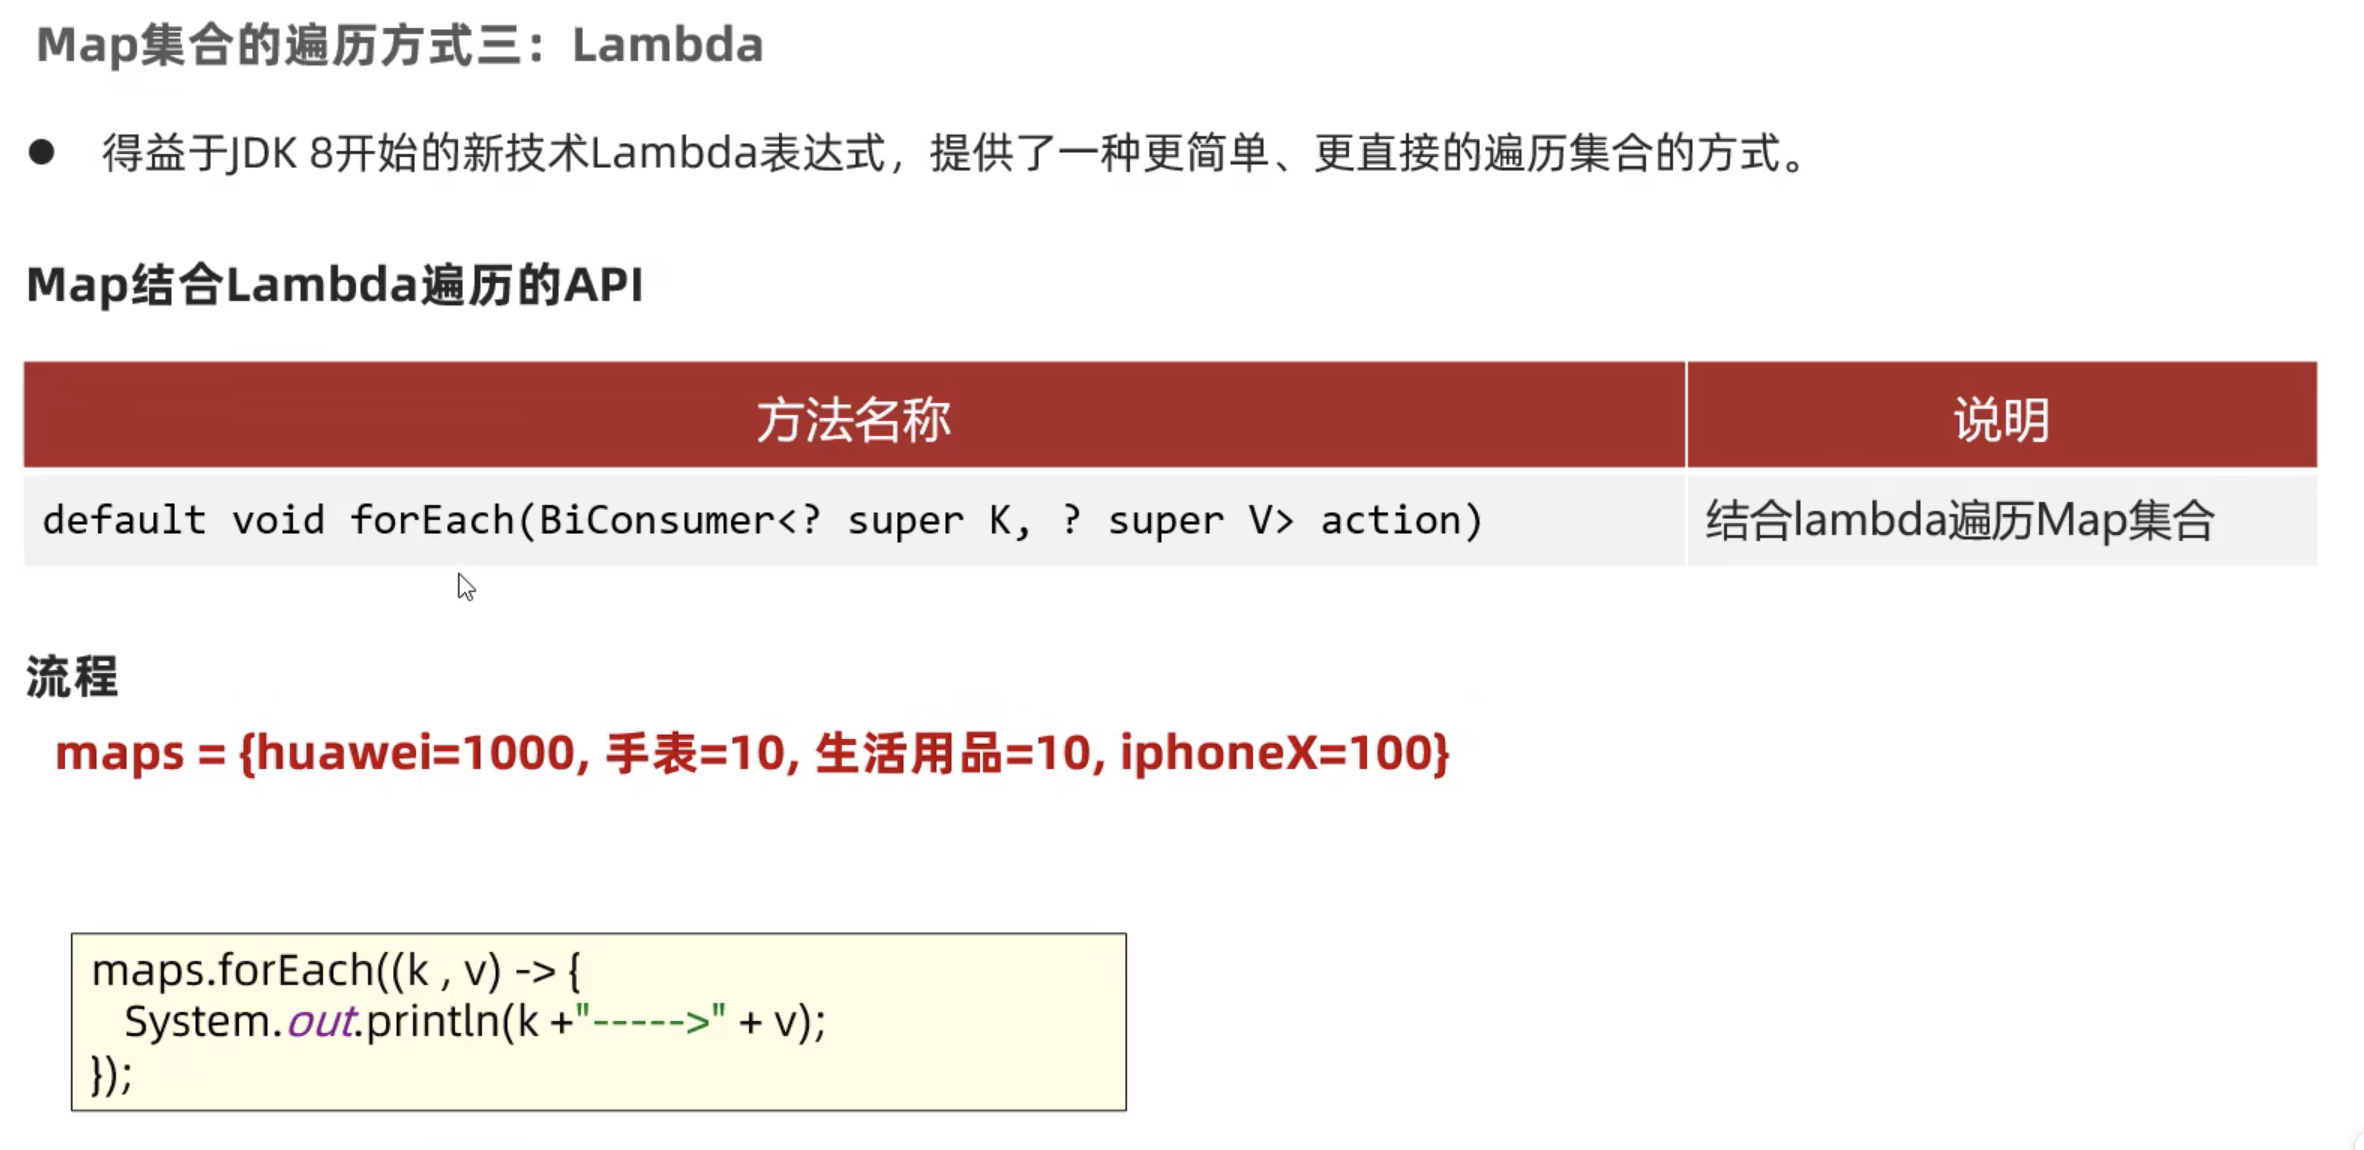 Map集合的遍历方式三：Lambda
● 得益于JDK 8开始的新技术Lambda表达式，提供了一种更简单、更直接的遍历集合的方式。
Map结合Lambda遍历的API
方法名称 说明
default void forEach(BiConsumer<? super K, ? super V> action) 结合lambda遍历Map集合
流程
maps = {huawei=1000, 手表=10, 生活用品=10, iphoneX=100}
maps.forEach((k , v) -> {
System.out.println(k +"----->" + v);
});